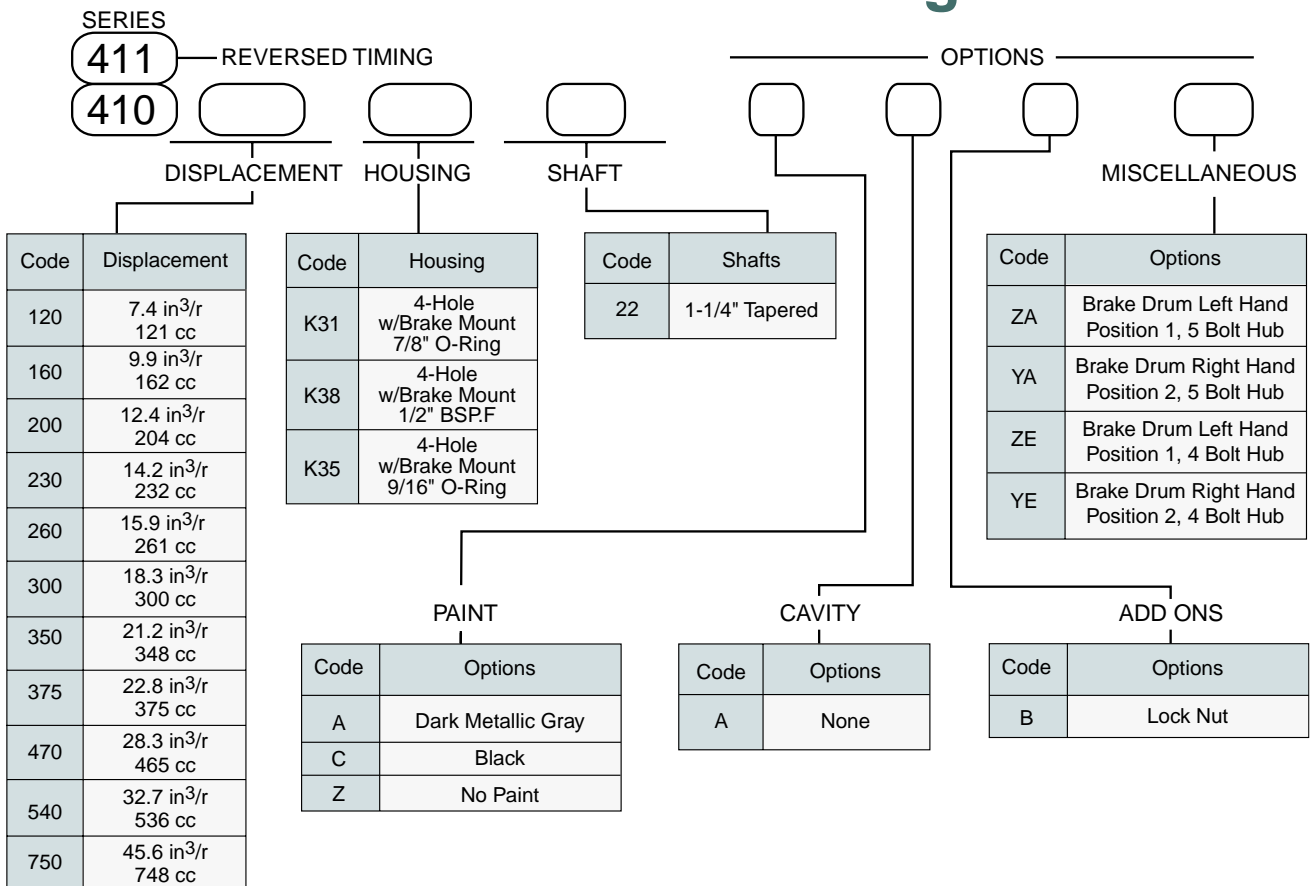 SERIES
411 REVERSED TIMING
OPTIONS
410
DISPLACEMENT HOUSING SHAFT MISCELLANEOUS
Code Displacement
120 7.4 in³/r
121 cc
160 9.9 in³/r
162 cc
200 12.4 in³/r
204 cc
230 14.2 in³/r
232 cc
260 15.9 in³/r
261 cc
300 18.3 in³/r
300 cc
350 21.2 in³/r
348 cc
375 22.8 in³/r
375 cc
470 28.3 in³/r
465 cc
540 32.7 in³/r
536 cc
750 45.6 in³/r
748 cc
Code Housing
K31 4-Hole
w/Brake Mount
7/8" O-Ring
K38 4-Hole
w/Brake Mount
1/2" BSP.F
K35 4-Hole
w/Brake Mount
9/16" O-Ring
Code Shafts
22 1-1/4" Tapered
Code Options
ZA Brake Drum Left Hand
Position 1, 5 Bolt Hub
YA Brake Drum Right Hand
Position 2, 5 Bolt Hub
ZE Brake Drum Left Hand
Position 1, 4 Bolt Hub
YE Brake Drum Right Hand
Position 2, 4 Bolt Hub
PAINT
Code Options
A Dark Metallic Gray
C Black
Z No Paint
CAVITY
Code Options
A None
ADD ONS
Code Options
B Lock Nut